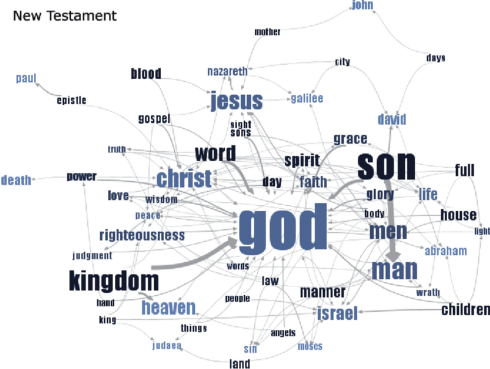 New Testament
john
mother
city
days
paul
blood
nazareth
epistle
jesus
galilee
gospel
david
sight
sons
truth
word
grace
spirit
son
death
power
christ
day
faith
full
love
wisdom
glory
life
peace
god
body
house
righteousness
men
light
judgment
abraham
words
man
kingdom
law
wrath
hand
people
manner
heaven
israel
children
king
things
angels
judaea
sin
moses
land